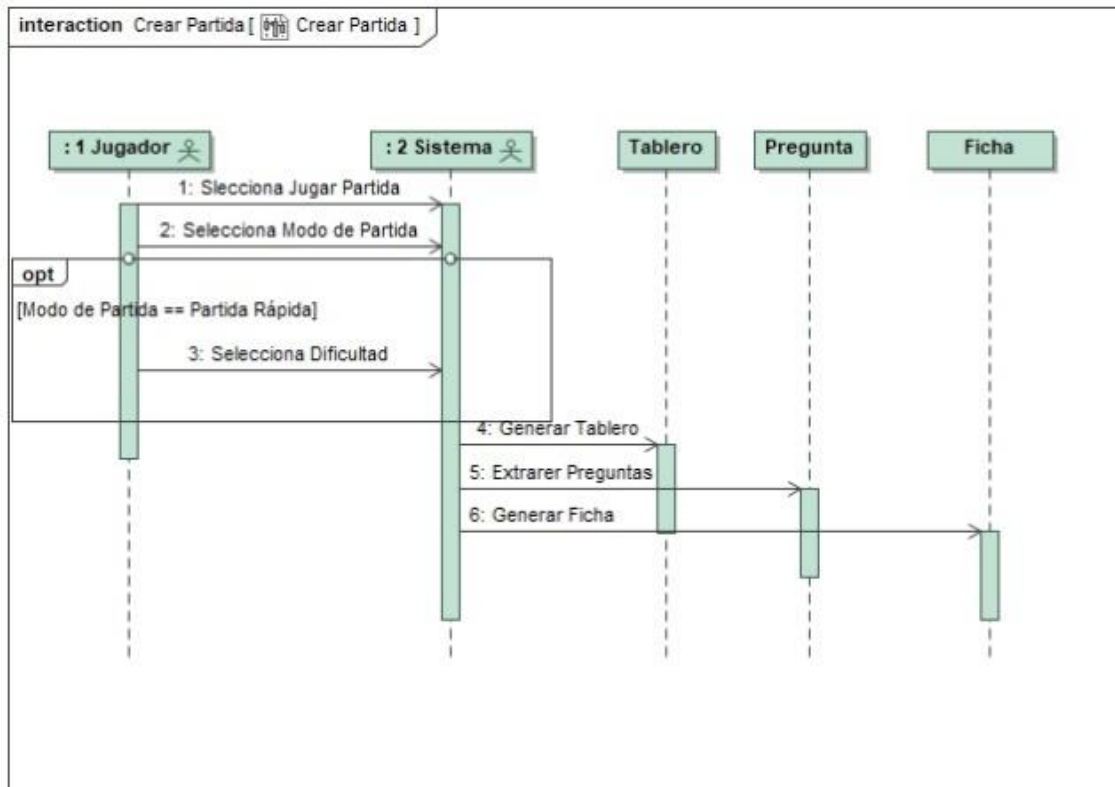 interaction Crear Partida [ Crear Partida ]
: 1 Jugador
: 2 Sistema
Tablero
Pregunta
Ficha
1: Slecciona Jugar Partida
2: Selecciona Modo de Partida
opt
[Modo de Partida == Partida Rápida]
3: Selecciona Dificultad
4: Generar Tablero
5: Extrarer Preguntas
6: Generar Ficha